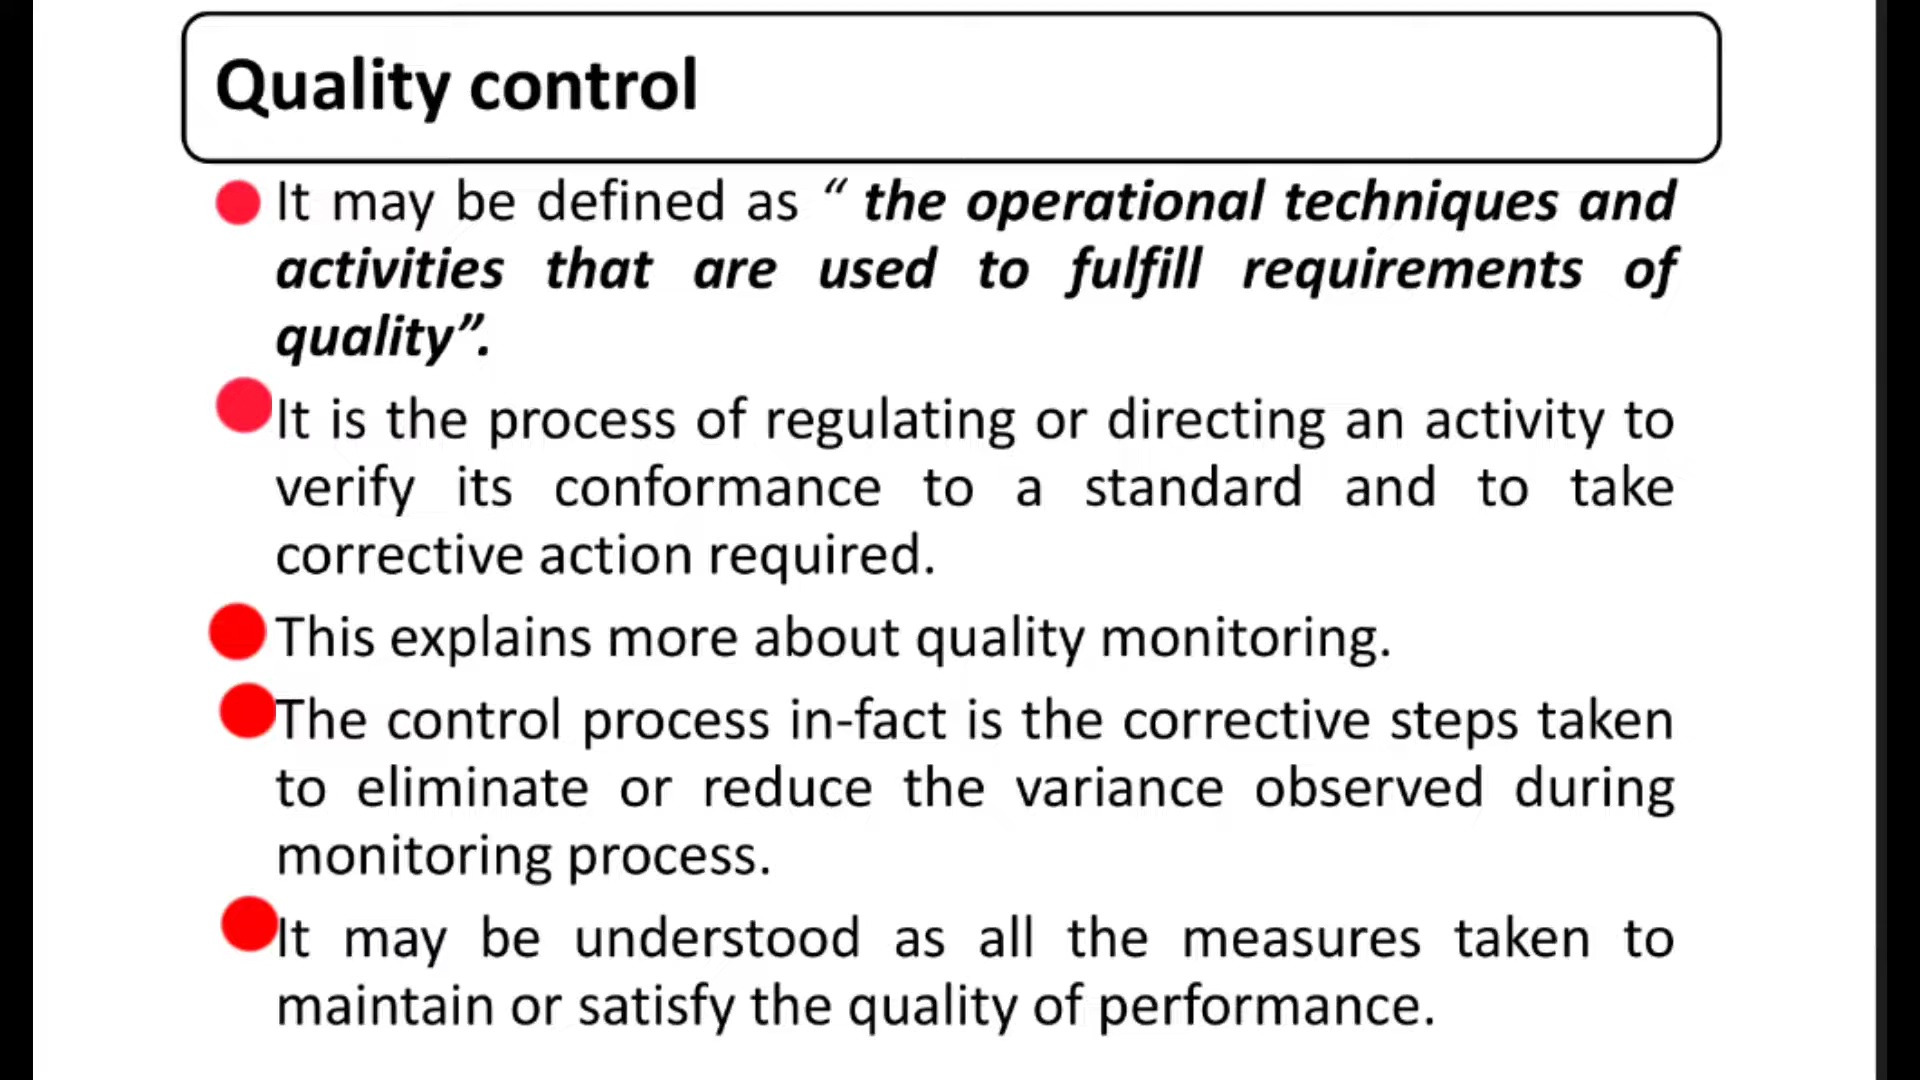 Quality control
It may be defined as “ the operational techniques and
activities that are used to fulfill requirements of
quality”.
It is the process of regulating or directing an activity to
verify its conformance to a standard and to take
corrective action required.
This explains more about quality monitoring.
The control process in-fact is the corrective steps taken
to eliminate or reduce the variance observed during
monitoring process.
It may be understood as all the measures taken to
maintain or satisfy the quality of performance.